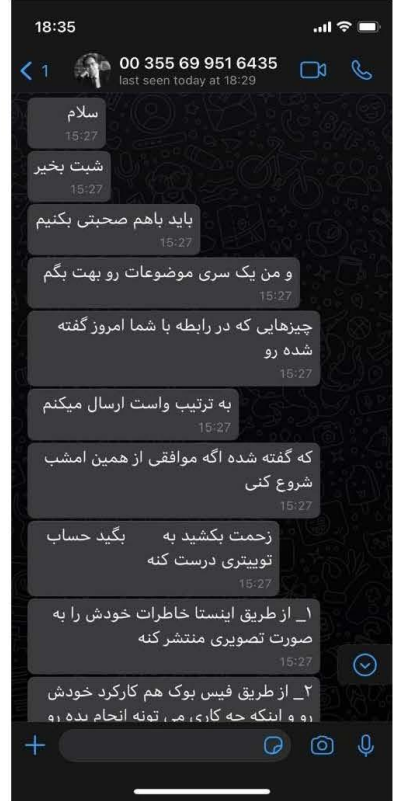 18:35
1
00 355 69 951 6435
last seen today at 18:29
سلام
15:27
شبت بخیر
15:27
باید باهم صحبتی بکنیم
15:27
و من یک سری موضوعات رو بهت بگم
15:27
چیزهایی که در رابطه با شما امروز گفته
شده رو
15:27
به ترتیب واست ارسال میکنم
15:27
که گفته شده اگه موافقی از همین امشب
شروع کنی
15:27
زحمت بکشید به بگید حساب
توییتری درست کنه
15:27
۱_ از طریق اینستا خاطرات خودش را به
صورت تصویری منتشر کنه
15:27
۲_ از طریق فیس بوک هم کارکرد خودش
رو و اینکه چه کاری می تونه انجام بده رو